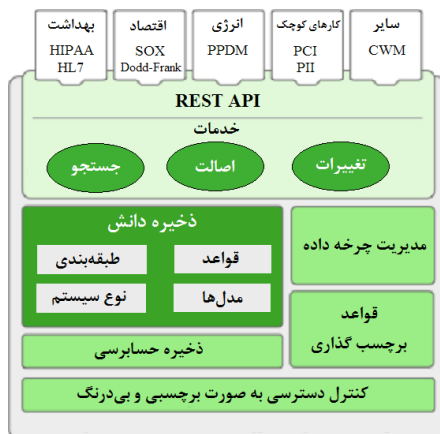 بهداشت
HIPAA
HL7
اقتصاد
SOX
Dodd-Frank
انرژی
PPDM
کارهای کوچک
PCI
PII
سایر
CWM
REST API
خدمات
جستجو
اصالت
تغییرات
ذخیره دانش
طبقه‌بندی
قواعد
نوع سیستم
مدل‌ها
مدیریت چرخه داده
قواعد
برچسب گذاری
ذخیره حسابرسی
کنترل دسترسی به صورت برچسبی و بی‌درنگ